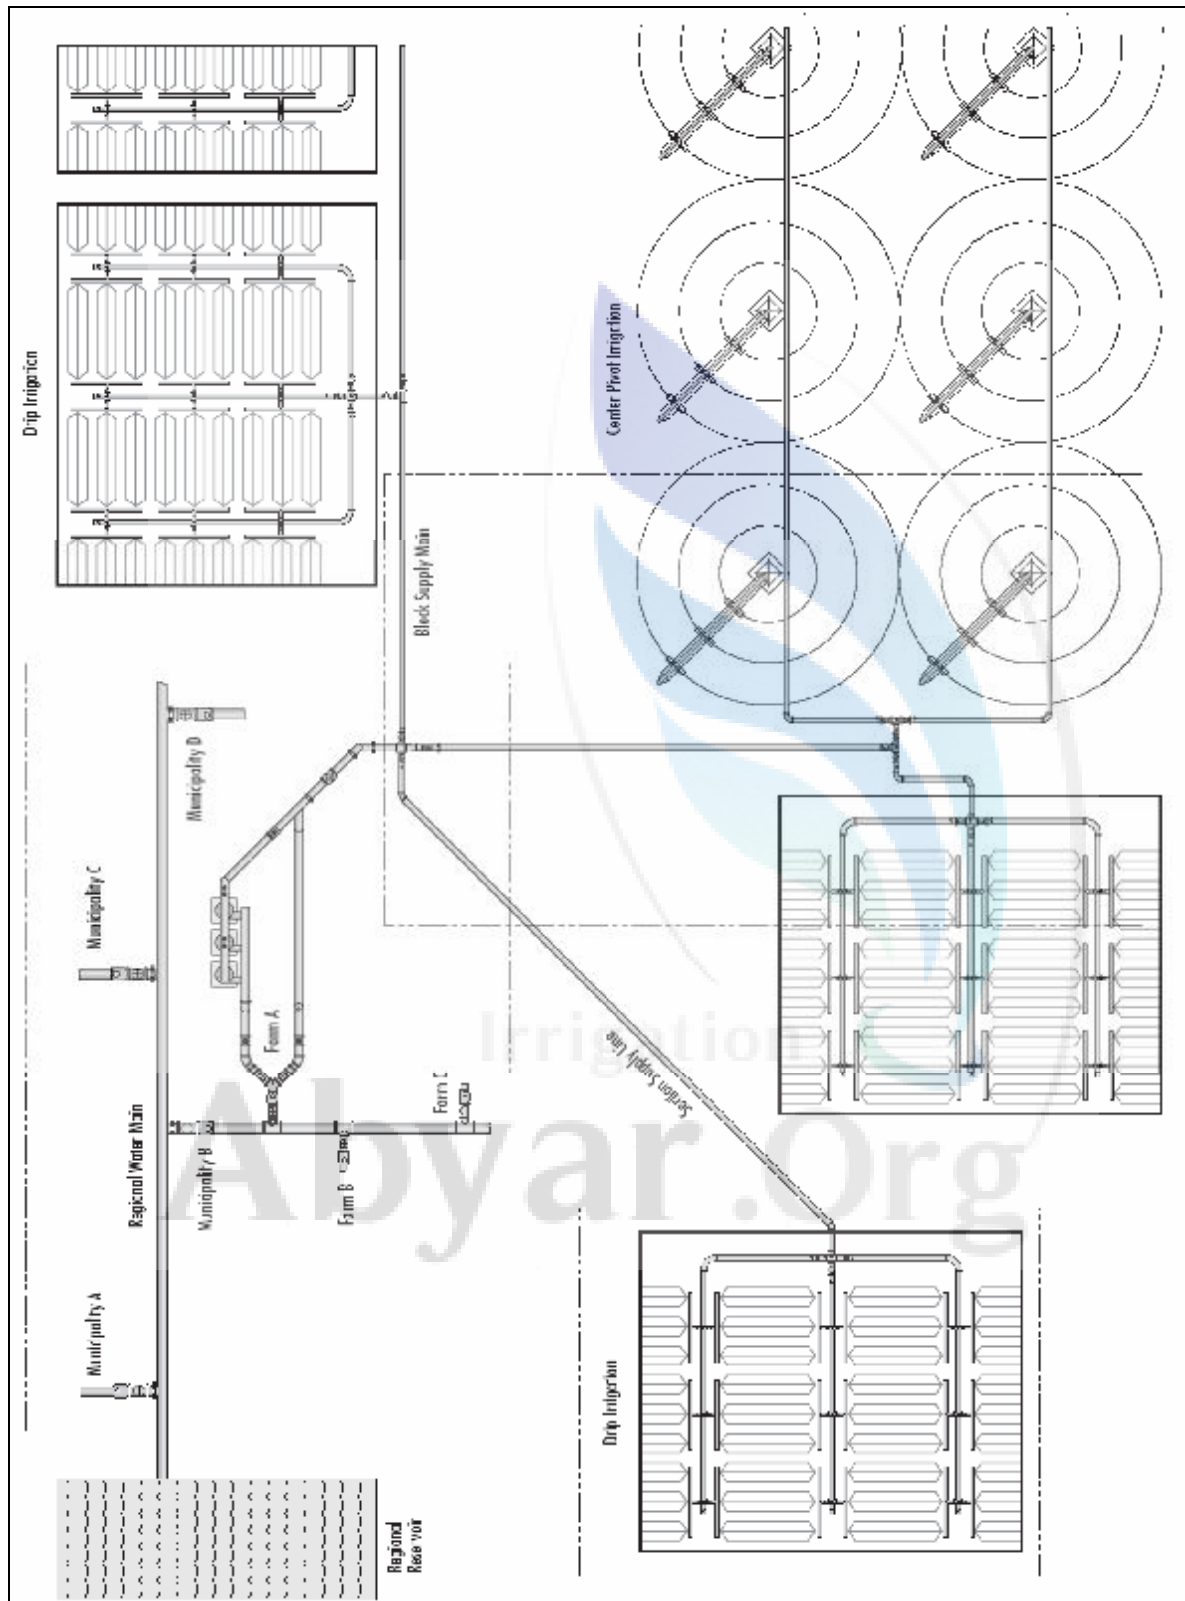 Drip Irrigation
Center Pivot Irrigation
Block Supply Main
Municipality D
Municipality C
Farm A
Regional Water Main
Municipality B
Farm B
Farm C
Section Supply Line
Municipality A
Drip Irrigation
Regional
Reservoir
Irrigation
Abyar.Org